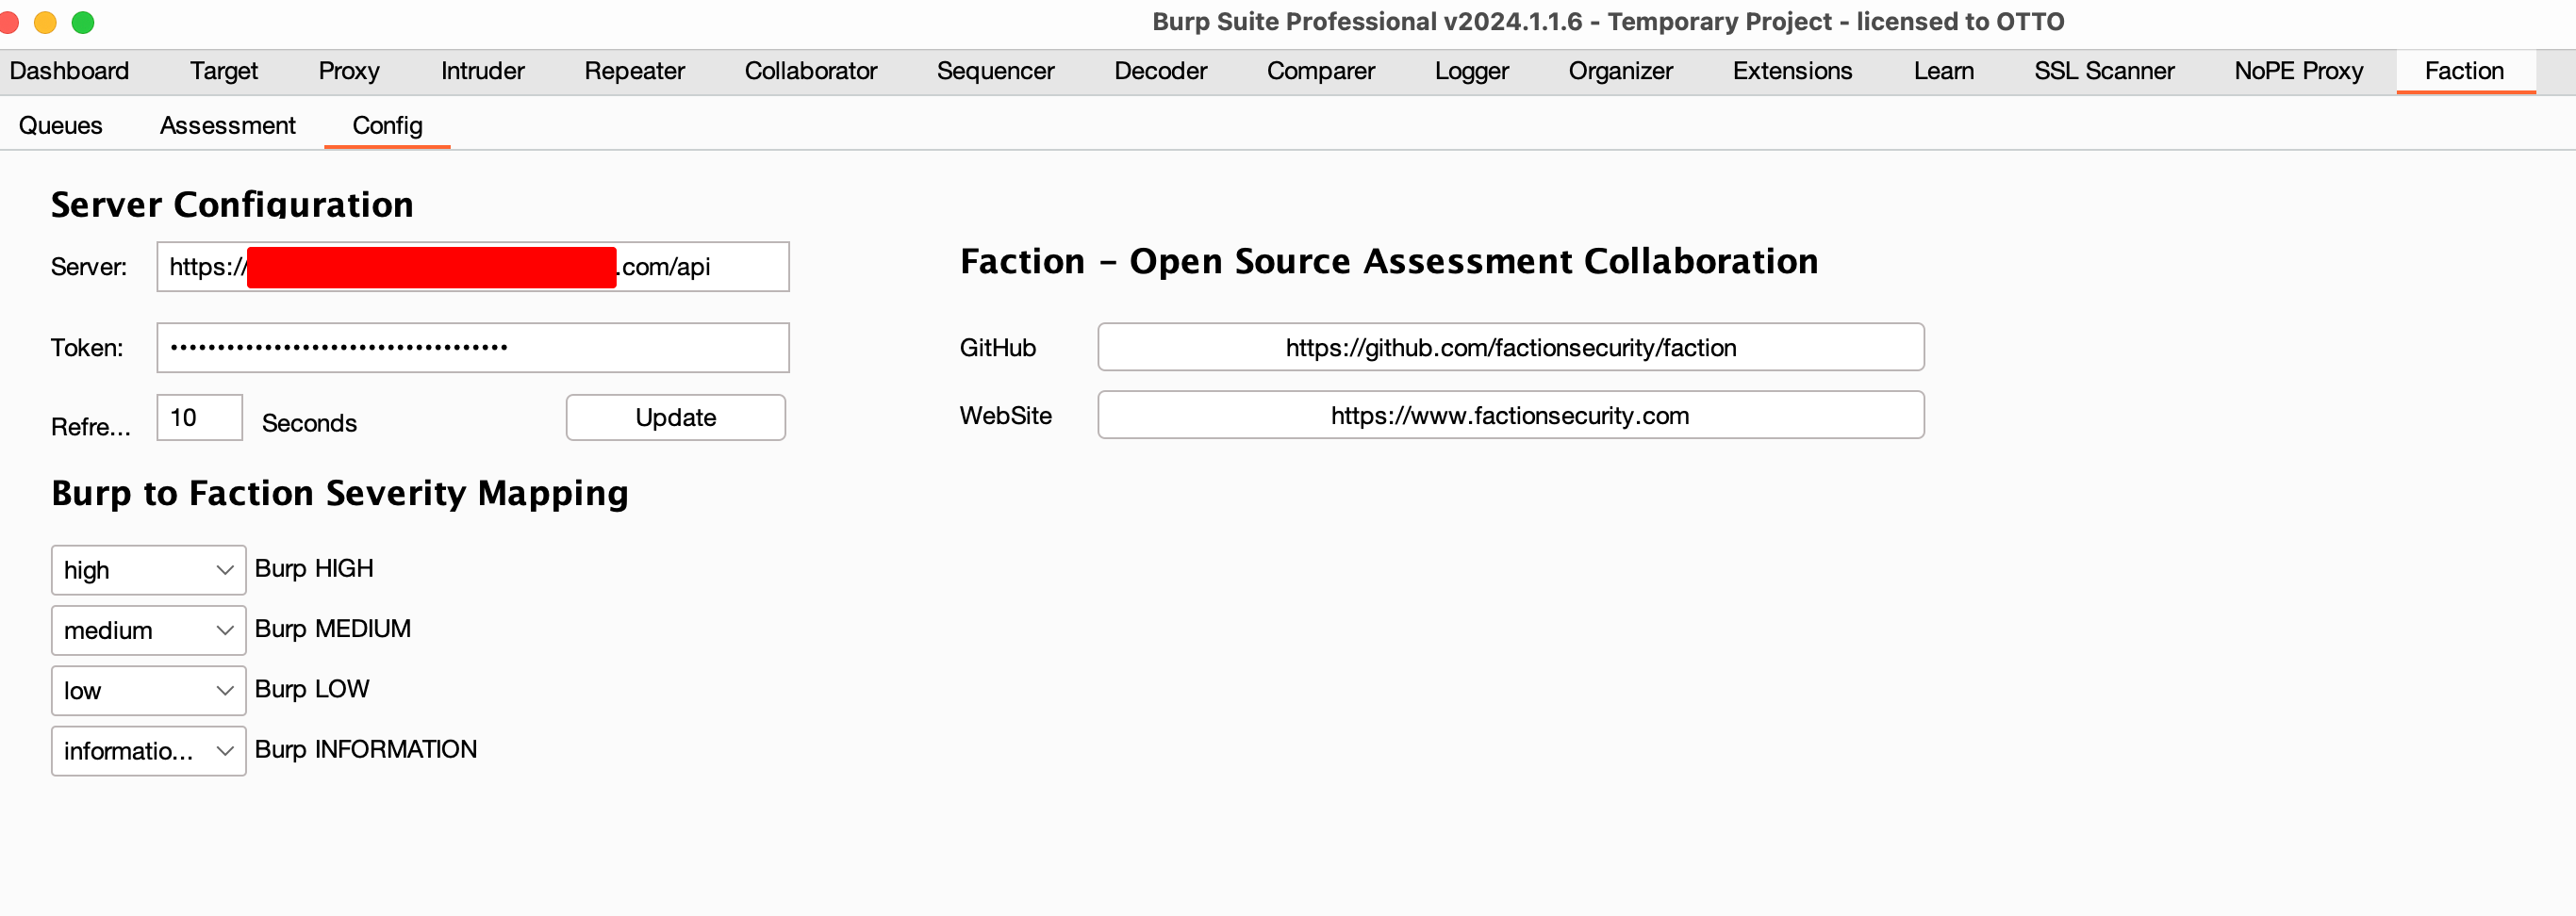 Burp Suite Professional v2024.1.1.6 - Temporary Project - licensed to OTTO
Dashboard Target Proxy Intruder Repeater Collaborator Sequencer Decoder Comparer Logger Organizer Extensions Learn SSL Scanner NoPE Proxy Faction
Queues Assessment Config
Server Configuration
Server: https:// .com/api
Token: ••••••••••••••••••••••••••••••••••••
Refre... 10 Seconds Update
Faction – Open Source Assessment Collaboration
GitHub https://github.com/factionsecurity/faction
WebSite https://www.factionsecurity.com
Burp to Faction Severity Mapping
high Burp HIGH
medium Burp MEDIUM
low Burp LOW
informatio... Burp INFORMATION